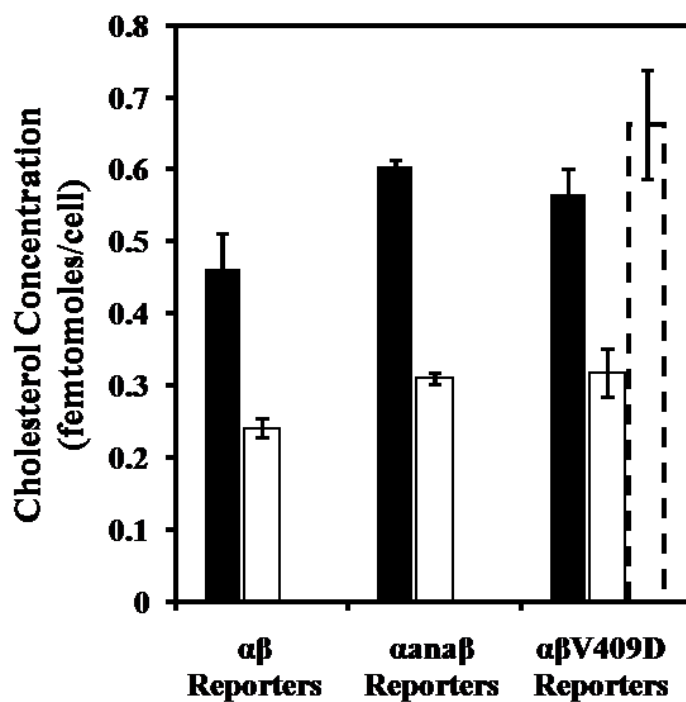 Cholesterol Concentration
(femtomoles/cell)
0.8
0.7
0.6
0.5
0.4
0.3
0.2
0.1
0
αβ
Reporters
αanaβ
Reporters
αβV409D
Reporters